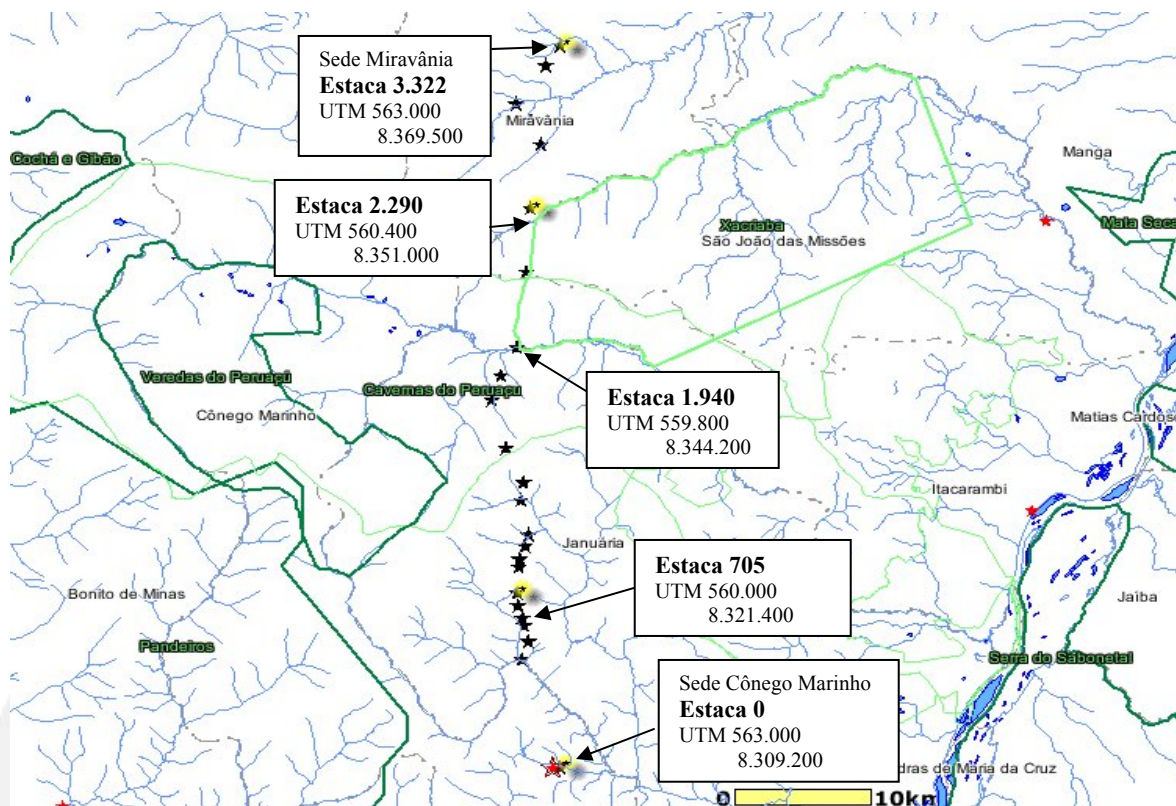 Sede Miravânia
Estaca 3.322
UTM 563.000
8.369.500
Miravânia
Cochá e Gibão
Manga
Estaca 2.290
UTM 560.400
8.351.000
Xacriabá
São João das Missões
Mata Seca
Veredas do Peruaçú
Cavernas do Peruaçu
Cônego Marinho
Estaca 1.940
UTM 559.800
8.344.200
Matias Cardoso
Itacarambi
Januária
Estaca 705
UTM 560.000
8.321.400
Bonito de Minas
Jaíba
Pandeiros
Serra do Sabonetal
Sede Cônego Marinho
Estaca 0
UTM 563.000
8.309.200
dras de Maria da Cruz
0 10km